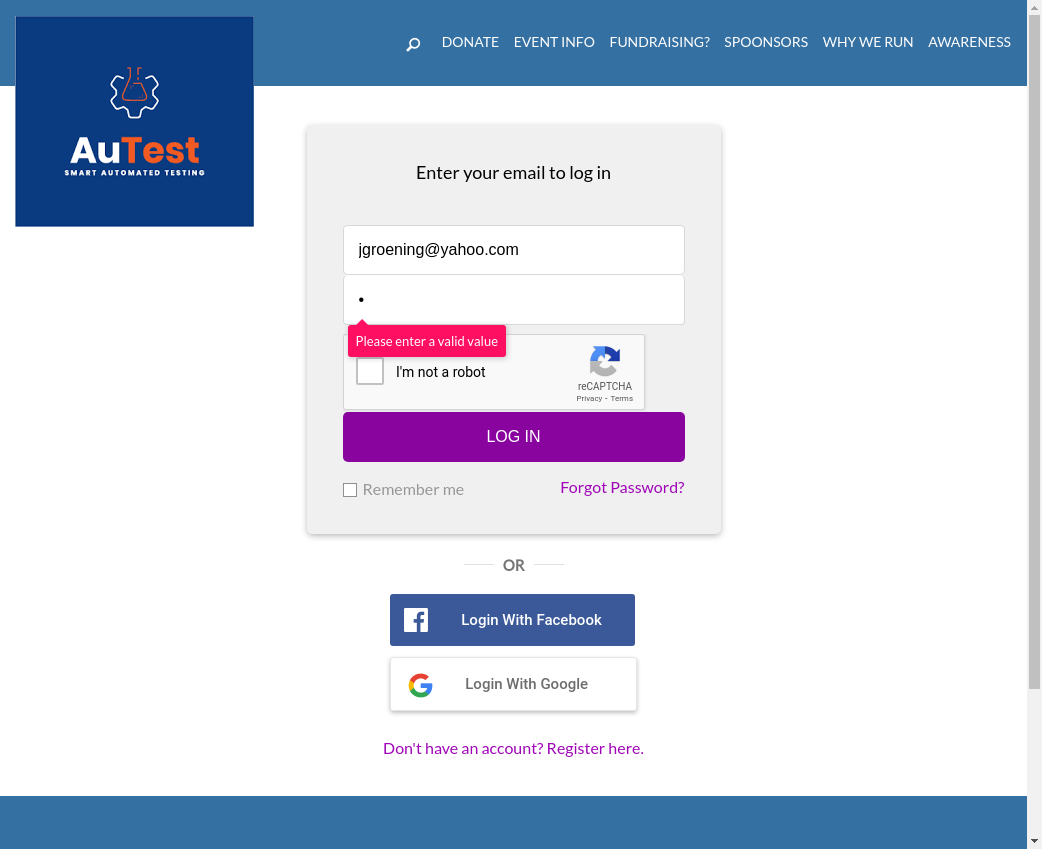 DONATE EVENT INFO FUNDRAISING? SPOONSORS WHY WE RUN AWARENESS
AuTest
SMART AUTOMATED TESTING
Enter your email to log in
jgroening@yahoo.com
•
Please enter a valid value
I'm not a robot
reCAPTCHA
Privacy - Terms
LOG IN
Remember me
Forgot Password?
OR
Login With Facebook
Login With Google
Don't have an account? Register here.